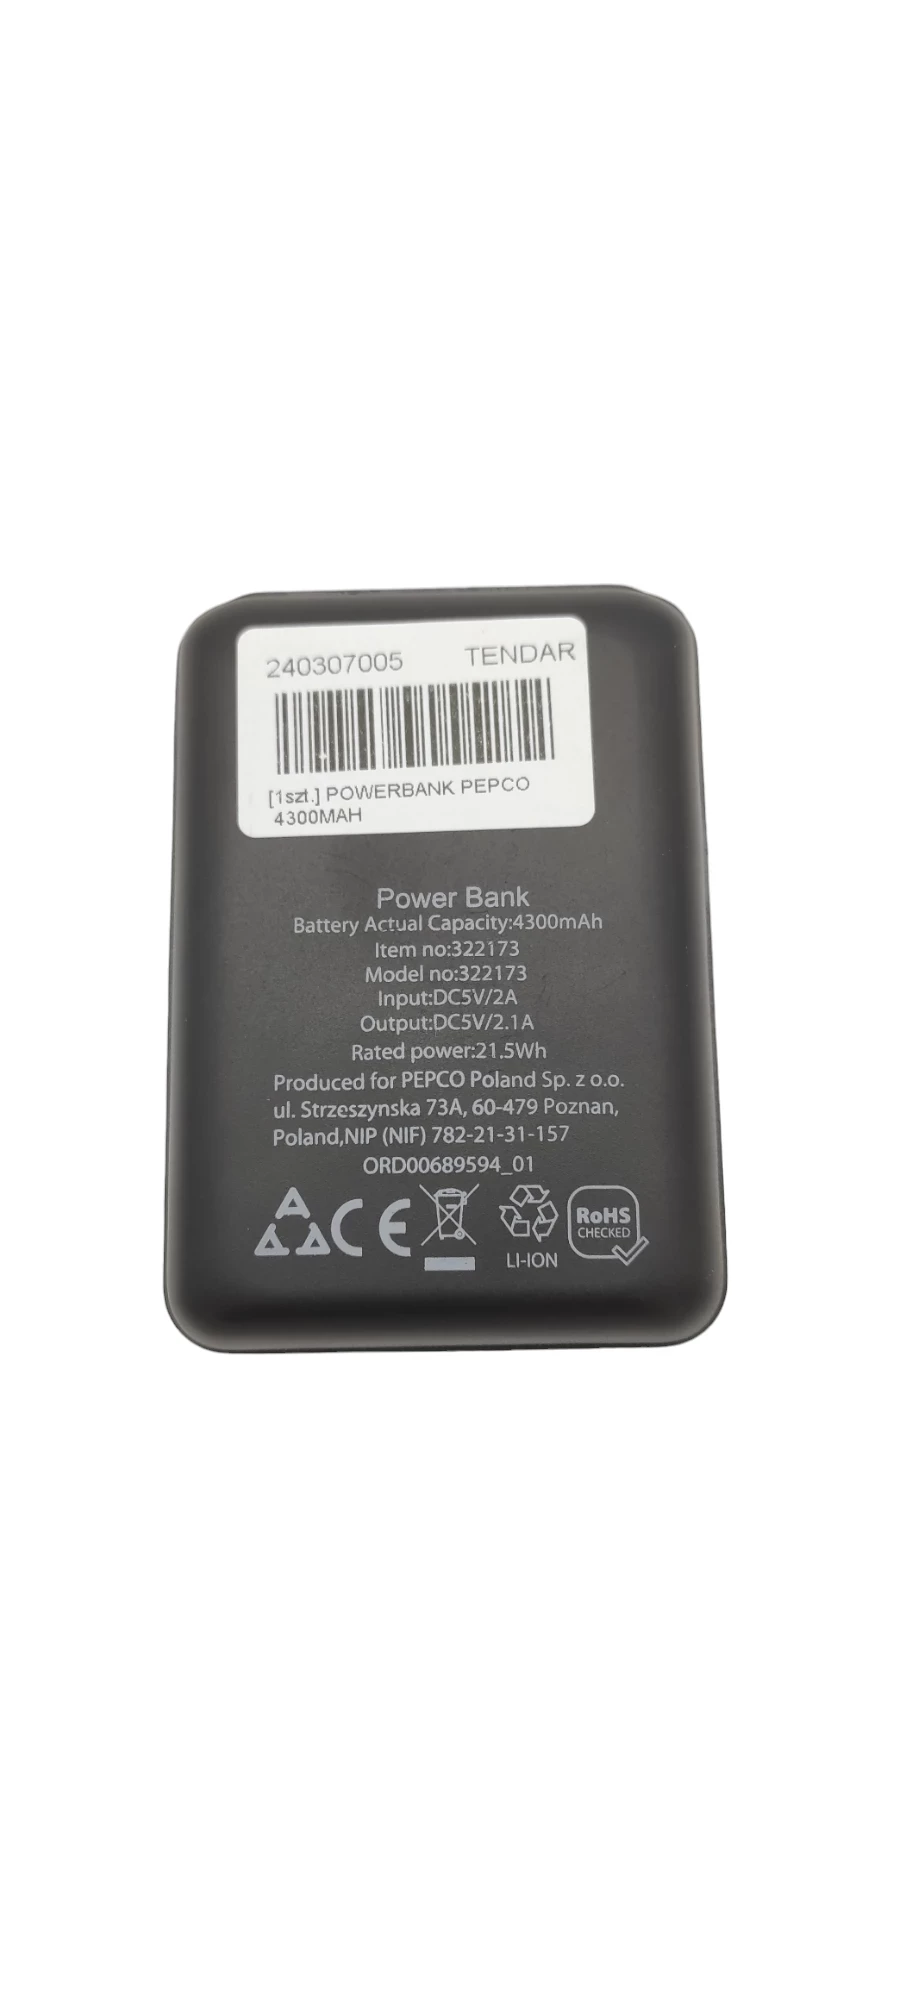 240307005 TENDAR
[1szt.] POWERBANK PEPCO
4300MAH
Power Bank
Battery Actual Capacity:4300mAh
Item no:322173
Model no:322173
Input:DC5V/2A
Output:DC5V/2.1A
Rated power:21.5Wh
Produced for PEPCO Poland Sp. z o.o.
ul. Strzeszynska 73A, 60-479 Poznan,
Poland,NIP (NIF) 782-21-31-157
ORD00689594_01
CE
LI-ION
RoHS
CHECKED